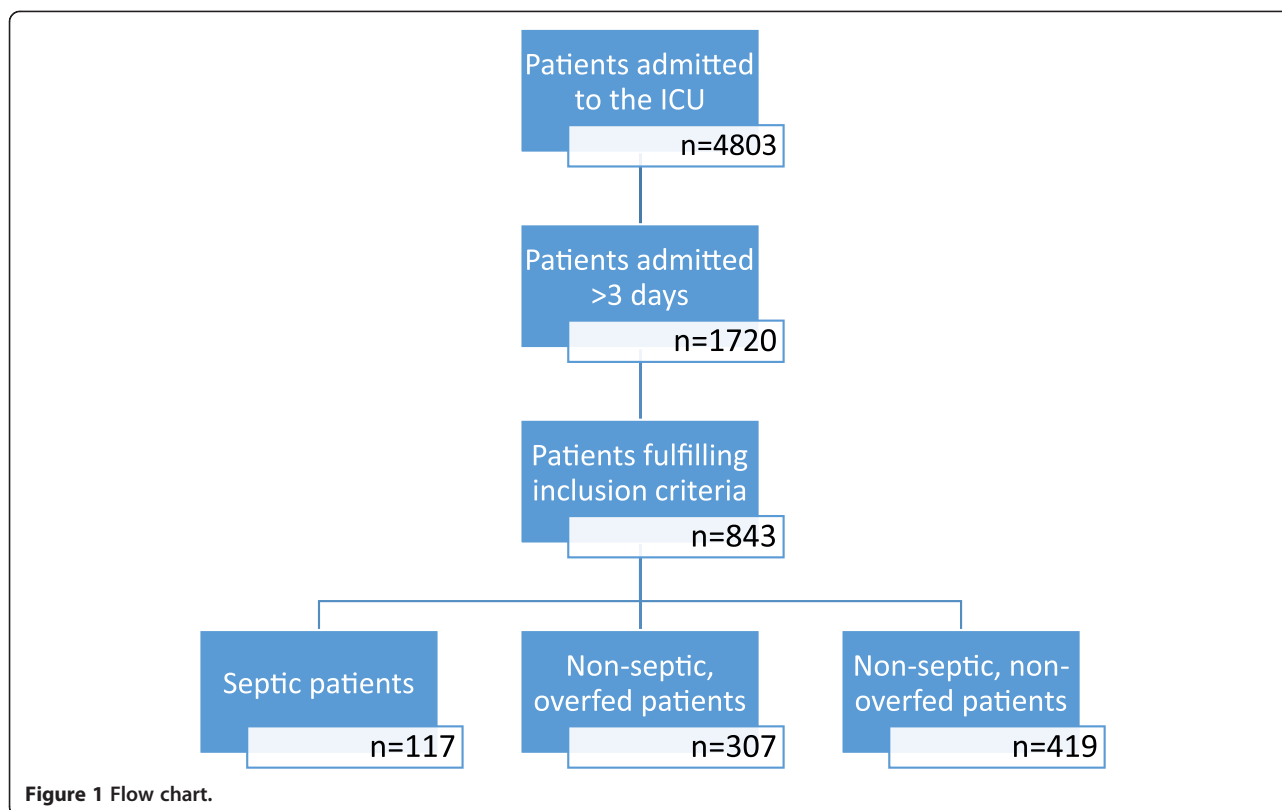 Patients admitted
to the ICU
n=4803
Patients admitted
>3 days
n=1720
Patients fulfilling
inclusion criteria
n=843
Septic patients
n=117
Non-septic,
overfed patients
n=307
Non-septic, non-
overfed patients
n=419
Figure 1 Flow chart.